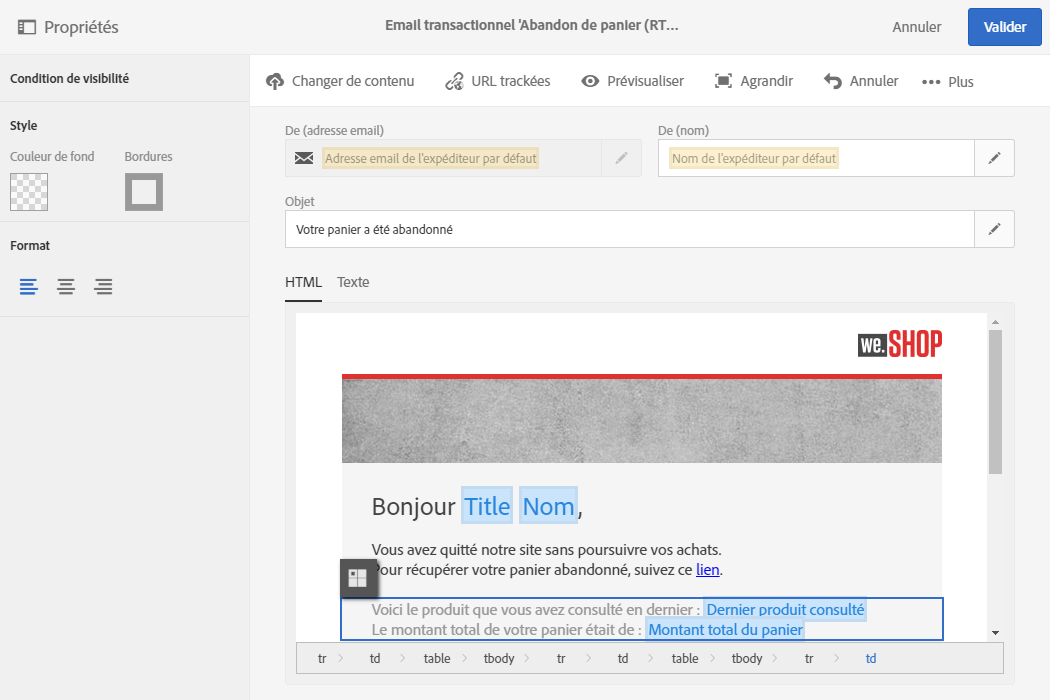 Propriétés
Email transactionnel 'Abandon de panier (RT...
Annuler
Valider
Condition de visibilité
Changer de contenu
URL trackées
Prévisualiser
Agrandir
Annuler
Plus
Style
Couleur de fond
Bordures
Format
De (adresse email)
De (nom)
Adresse email de l'expéditeur par défaut
Nom de l'expéditeur par défaut
Objet
Votre panier a été abandonné
HTML
Texte
we.SHOP
Bonjour Title Nom,
Vous avez quitté notre site sans poursuivre vos achats.
Pour récupérer votre panier abandonné, suivez ce lien.
Voici le produit que vous avez consulté en dernier : Dernier produit consulté
Le montant total de votre panier était de : Montant total du panier
tr > td > table > tbody > tr > td > table > tbody > tr > td